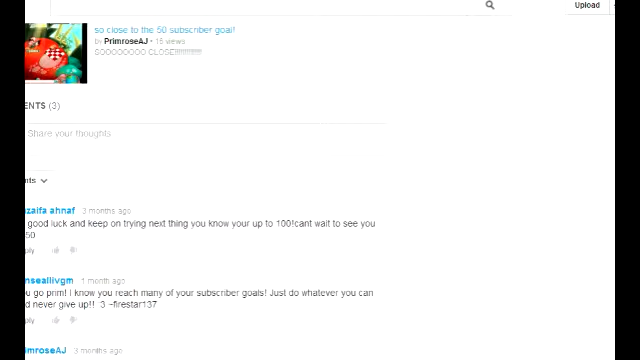 Upload
so close to the 50 subscriber goal!
by PrimroseAJ • 15 views
SOOOOOOOO CLOSE!!!!!!!!!!!!!!!!!!!
ENTS (3)
Share your thoughts
nts
zaifa ahnaf 3 months ago
good luck and keep on trying next thing you know your up to 100!cant wait to see you
50
ply
nseallivgm 1 month ago
u go prim! I know you reach many of your subscriber goals! Just do whatever you can
d never give up!! 3 ~firestar137
ply
imroseAJ 3 months ago